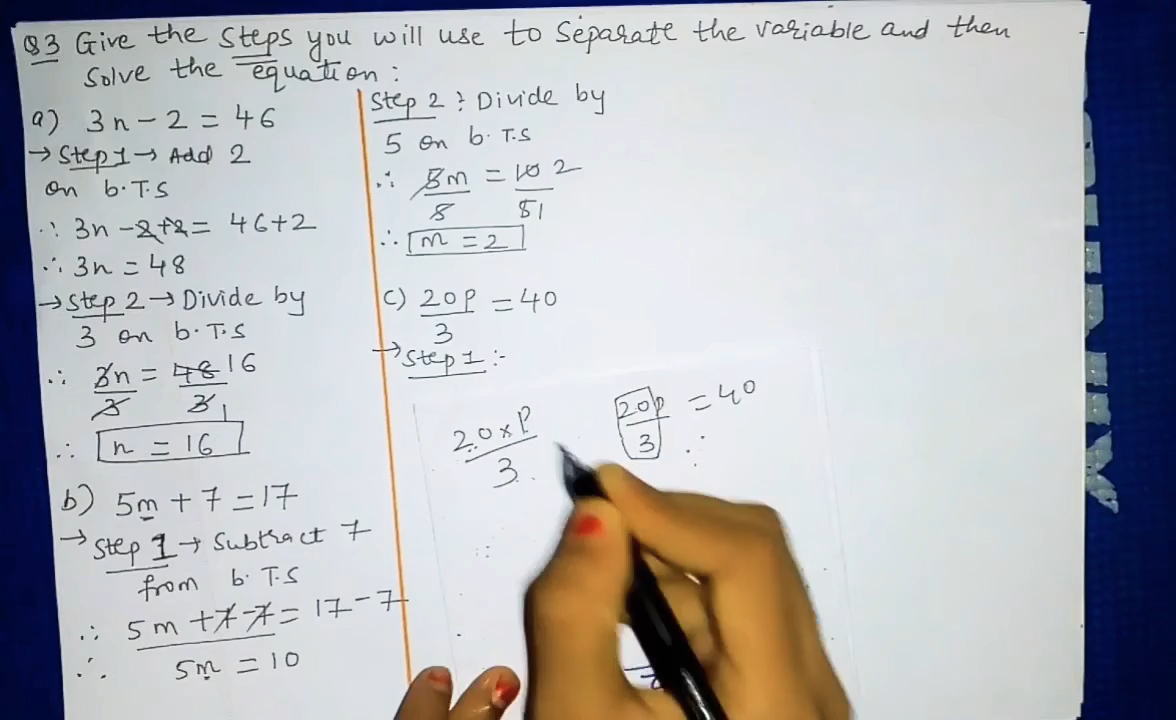 Q3 Give the steps you will use to separate the variable and then
solve the equation :
a) 3n - 2 = 46
→ Step 1 → Add 2
on b.T.S
∴ 3n - 2 + 2 = 46 + 2
∴ 3n = 48
→ Step 2 → Divide by
3 on b.T.S
∴ 3n/3 = 48/3 16 1
∴ n = 16
b) 5m + 7 = 17
→ Step 1 → Subtract 7
from b.T.S
∴ 5m + 7 - 7 = 17 - 7
∴ 5m = 10
Step 2 : Divide by
5 on b.T.S
∴ 5m/5 = 10/5 2 1
∴ m = 2
c) 20p/3 = 40
→ Step 1 :-
20 x P/3
20p/3 = 40